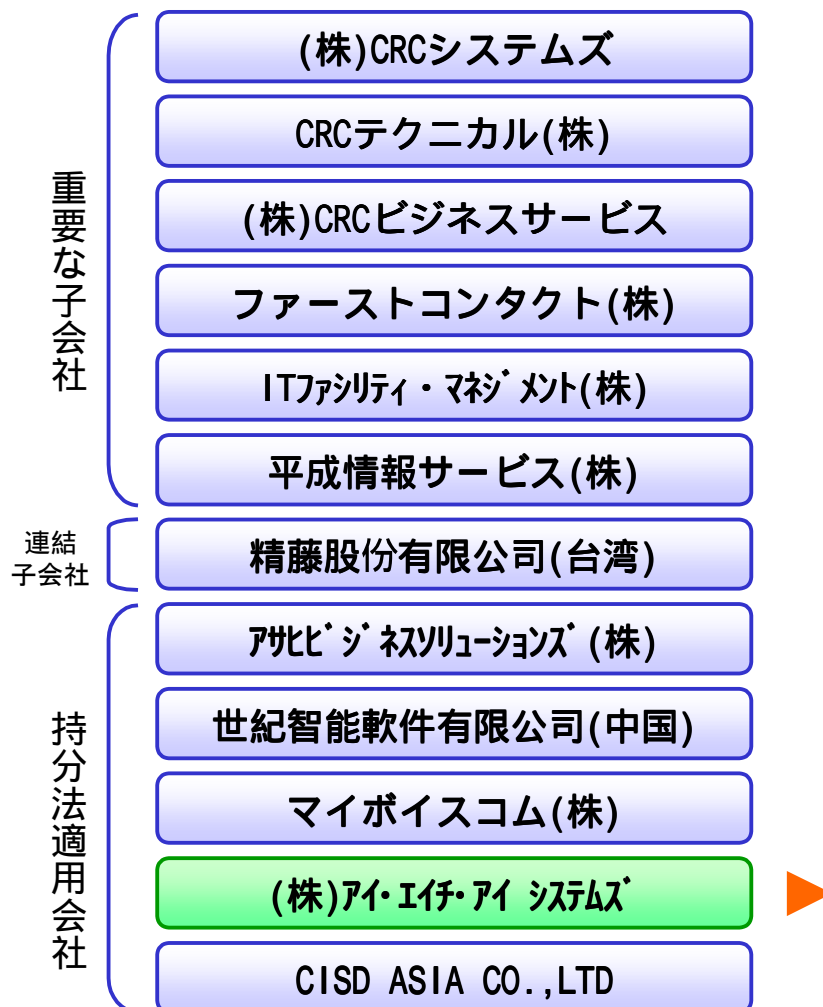 重要な子会社
(株)CRCシステムズ
CRCテクニカル(株)
(株)CRCビジネスサービス
ファーストコンタクト(株)
ITﾌｧｼﾘﾃｨ・ﾏﾈｼﾞﾒﾝﾄ(株)
平成情報サービス(株)
連結
子会社
精藤股份有限公司(台湾)
持分法適用会社
ｱｻﾋﾋﾞｼﾞﾈｽｿﾘｭｰｼｮﾝｽﾞ(株)
世紀智能軟件有限公司(中国)
マイボイスコム(株)
(株)ｱｲ・ｴｲﾁ・ｱｲ ｼｽﾃﾑｽﾞ
CISD ASIA CO.,LTD